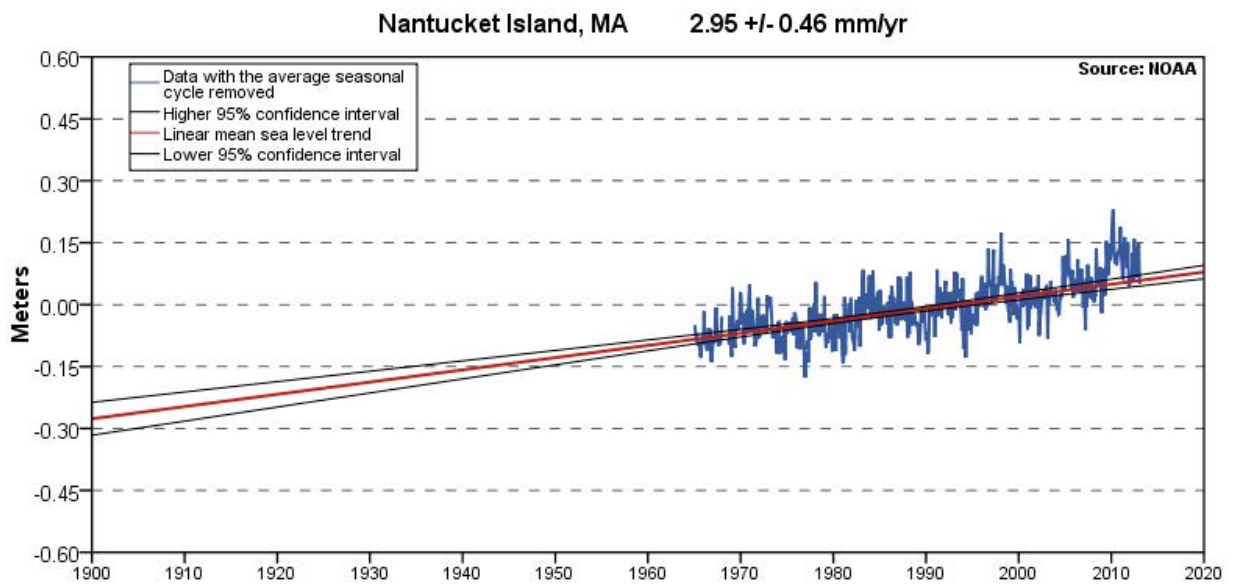 Nantucket Island, MA 2.95 +/- 0.46 mm/yr
0.60
Data with the average seasonal
cycle removed
Higher 95% confidence interval
Linear mean sea level trend
Lower 95% confidence interval
Source: NOAA
0.45
0.30
0.15
0.00
-0.15
-0.30
-0.45
-0.60
Meters
1900 1910 1920 1930 1940 1950 1960 1970 1980 1990 2000 2010 2020